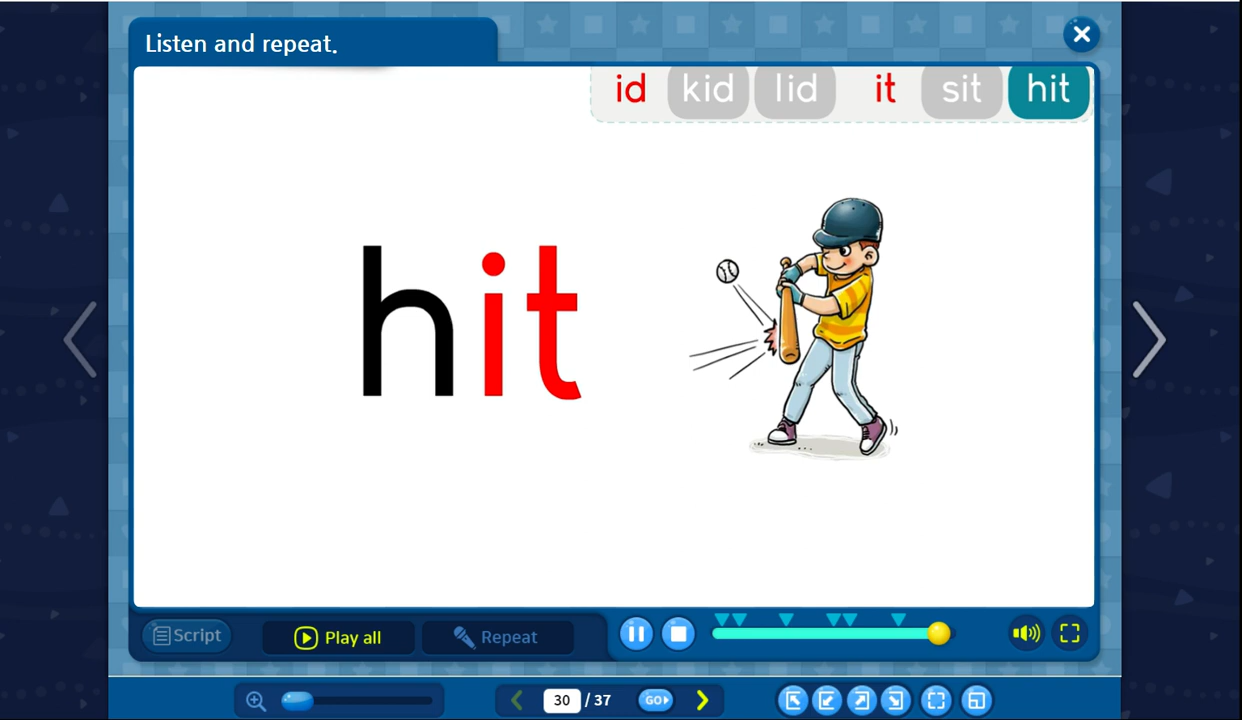 Listen and repeat.
id kid lid it sit hit
hit
Script Play all Repeat
30 / 37 GO